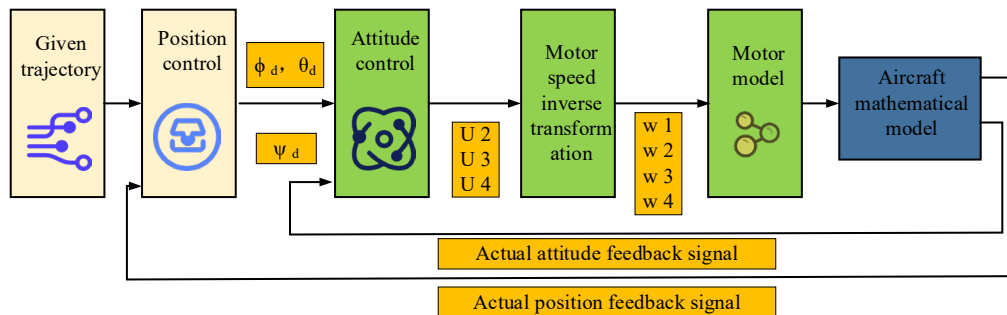 Given
trajectory
Position
control
ϕ d, θ d
ψ d
Attitude
control
U 2
U 3
U 4
Motor
speed
inverse
transform
ation
w 1
w 2
w 3
w 4
Motor
model
Aircraft
mathematical
model
Actual attitude feedback signal
Actual position feedback signal